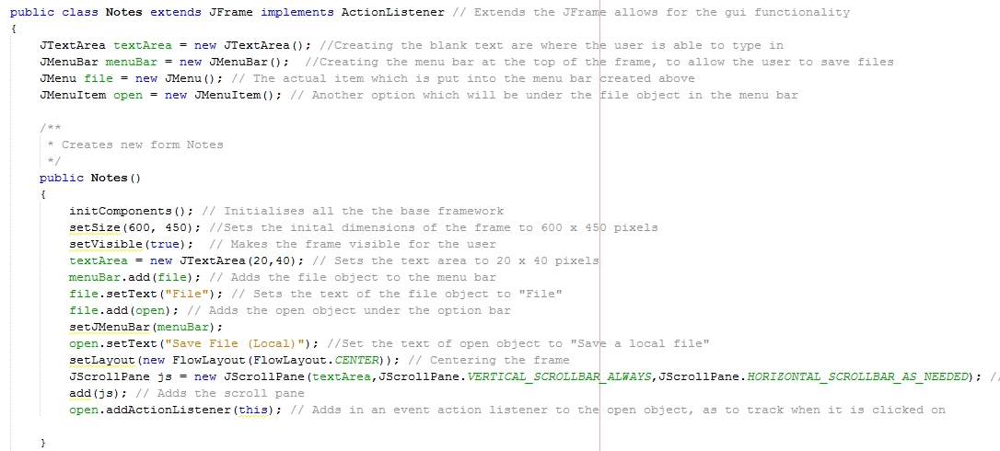 public class Notes extends JFrame implements ActionListener // Extends the JFrame allows for the gui functionality
{
JTextArea textArea = new JTextArea(); //Creating the blank text are where the user is able to type in
JMenuBar menuBar = new JMenuBar();  //Creating the menu bar at the top of the frame, to allow the user to save files
JMenu file = new JMenu(); // The actual item which is put into the menu bar created above
JMenuItem open = new JMenuItem(); // Another option which will be under the file object in the menu bar
/**
* Creates new form Notes
*/
public Notes()
{
initComponents(); // Initialises all the the base framework
setSize(600, 450); //Sets the inital dimensions of the frame to 600 x 450 pixels
setVisible(true);  // Makes the frame visible for the user
textArea = new JTextArea(20,40); // Sets the text area to 20 x 40 pixels
menuBar.add(file); // Adds the file object to the menu bar
file.setText("File"); // Sets the text of the file object to "File"
file.add(open); // Adds the open object under the option bar
setJMenuBar(menuBar);
open.setText("Save File (Local)"); //Set the text of open object to "Save a local file"
setLayout(new FlowLayout(FlowLayout.CENTER)); // Centering the frame
JScrollPane js = new JScrollPane(textArea,JScrollPane.VERTICAL_SCROLLBAR_ALWAYS,JScrollPane.HORIZONTAL_SCROLLBAR_AS_NEEDED); //
add(js); // Adds the scroll pane
open.addActionListener(this); // Adds in an event action listener to the open object, as to track when it is clicked on
}